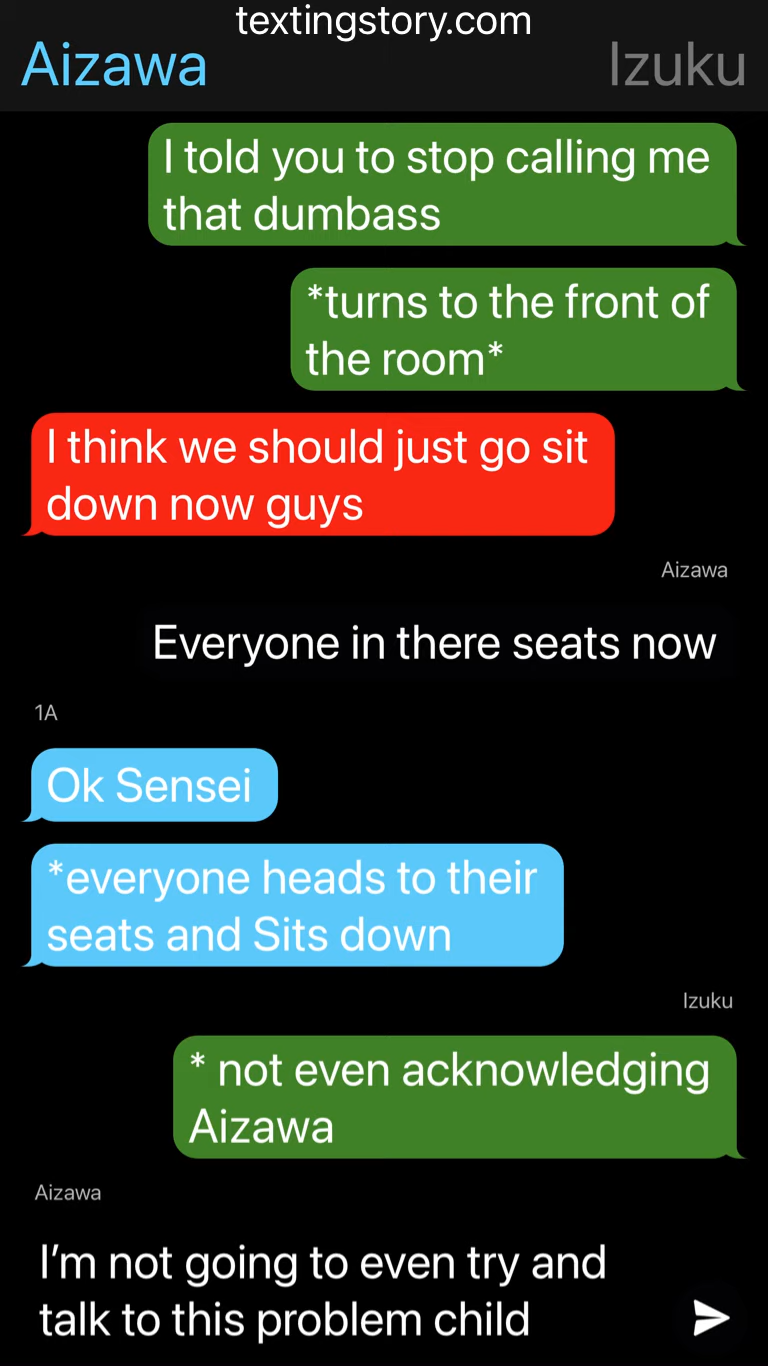 textingstory.com
Aizawa
Izuku
I told you to stop calling me
that dumbass
*turns to the front of
the room*
I think we should just go sit
down now guys
Aizawa
Everyone in there seats now
1A
Ok Sensei
*everyone heads to their
seats and Sits down
Izuku
* not even acknowledging
Aizawa
Aizawa
I’m not going to even try and
talk to this problem child